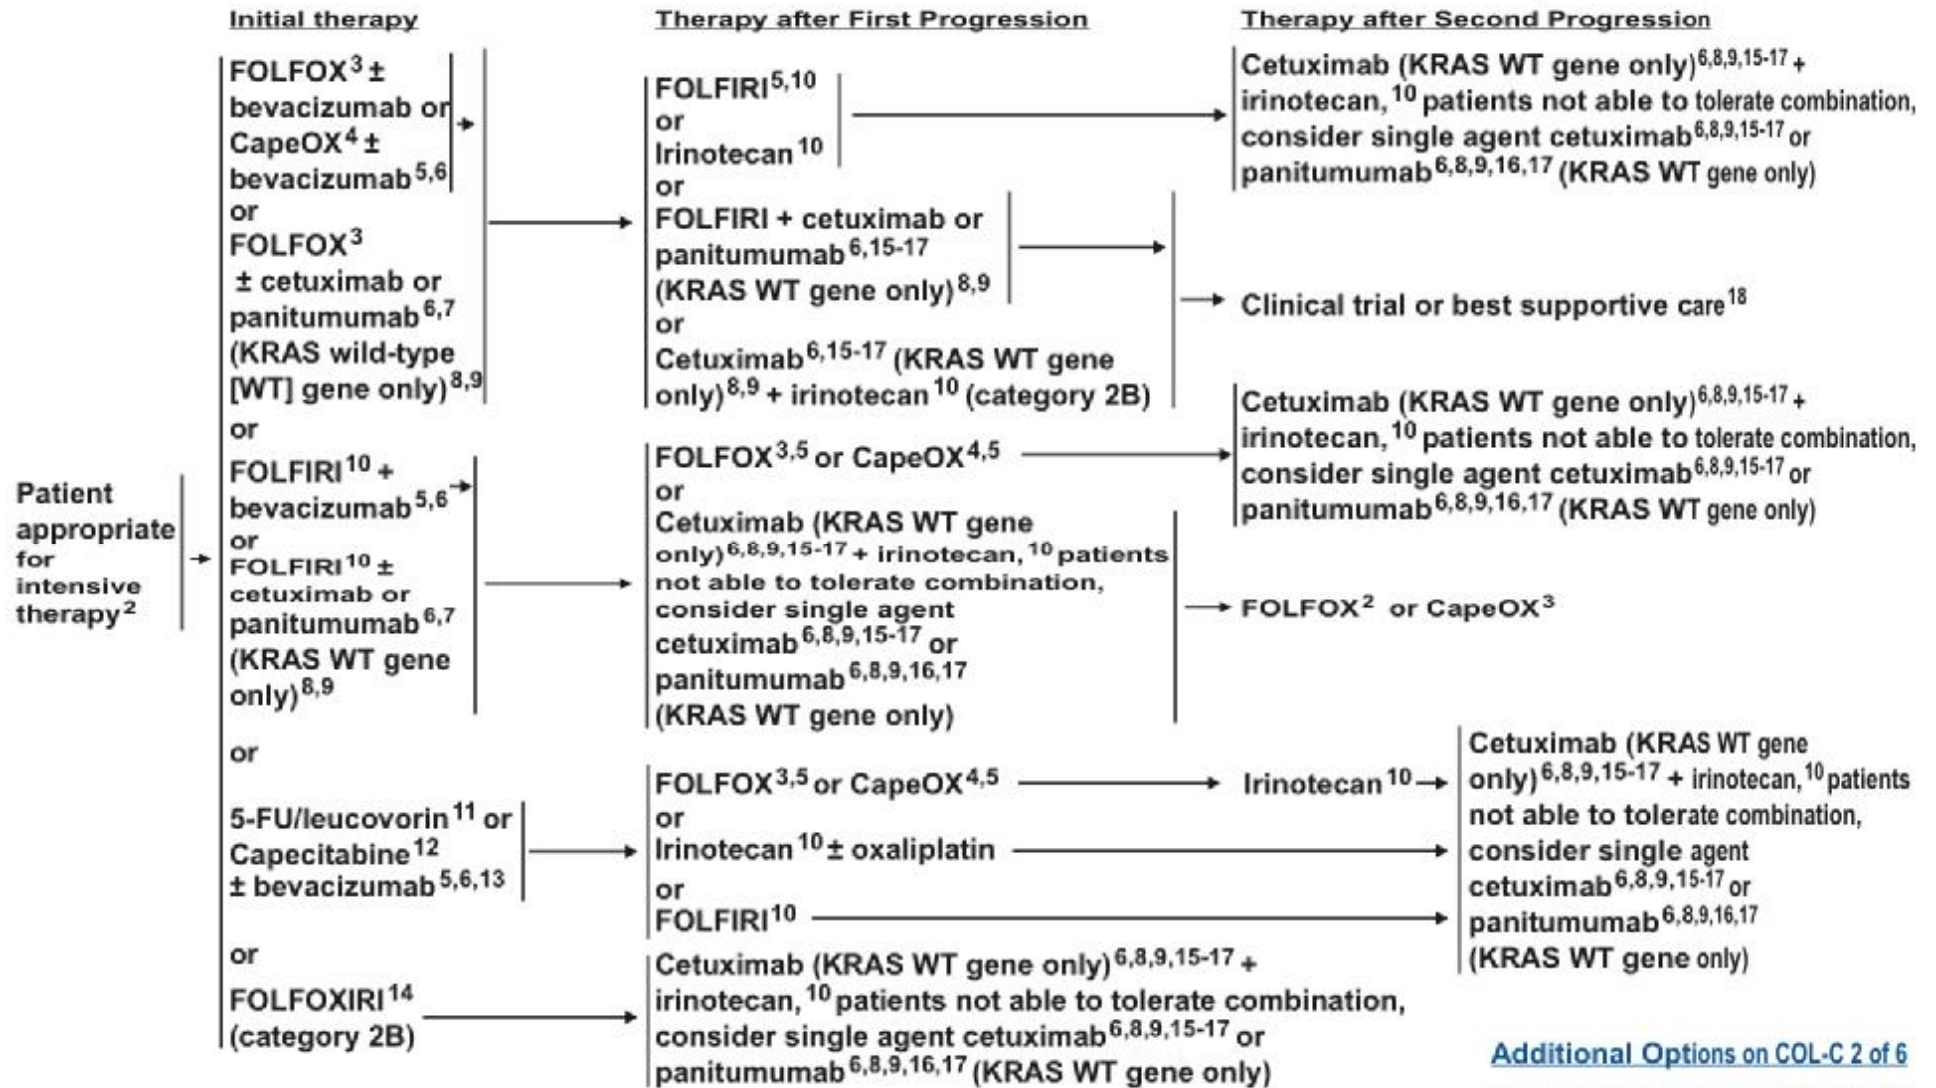 Initial therapy
Therapy after First Progression
Therapy after Second Progression
Patient
appropriate
for
intensive
therapy2
FOLFOX3 ±
bevacizumab or
CapeOX4 ±
bevacizumab5,6
or
FOLFOX3
± cetuximab or
panitumumab6,7
(KRAS wild-type
[WT] gene only)8,9
or
FOLFIRI10 +
bevacizumab5,6
or
FOLFIRI10 ±
cetuximab or
panitumumab6,7
(KRAS WT gene
only)8,9
or
5-FU/leucovorin11 or
Capecitabine12
± bevacizumab5,6,13
or
FOLFOXIRI14
(category 2B)
FOLFIRI5,10
or
Irinotecan10
or
FOLFIRI + cetuximab or
panitumumab6,15-17
(KRAS WT gene only)8,9
or
Cetuximab6,15-17 (KRAS WT gene
only)8,9 + irinotecan10 (category 2B)
FOLFOX3,5 or CapeOX4,5
or
Cetuximab (KRAS WT gene
only)6,8,9,15-17 + irinotecan,10 patients
not able to tolerate combination,
consider single agent
cetuximab6,8,9,15-17 or
panitumumab6,8,9,16,17
(KRAS WT gene only)
FOLFOX3,5 or CapeOX4,5
or
Irinotecan10 ± oxaliplatin
or
FOLFIRI10
Cetuximab (KRAS WT gene only)6,8,9,15-17 +
irinotecan,10 patients not able to tolerate combination,
consider single agent cetuximab6,8,9,15-17 or
panitumumab6,8,9,16,17 (KRAS WT gene only)
Cetuximab (KRAS WT gene only)6,8,9,15-17 +
irinotecan,10 patients not able to tolerate combination,
consider single agent cetuximab6,8,9,15-17 or
panitumumab6,8,9,16,17 (KRAS WT gene only)
Clinical trial or best supportive care18
Cetuximab (KRAS WT gene only)6,8,9,15-17 +
irinotecan,10 patients not able to tolerate combination,
consider single agent cetuximab6,8,9,15-17 or
panitumumab6,8,9,16,17 (KRAS WT gene only)
FOLFOX2 or CapeOX3
Irinotecan10
Cetuximab (KRAS WT gene
only)6,8,9,15-17 + irinotecan,10 patients
not able to tolerate combination,
consider single agent
cetuximab6,8,9,15-17 or
panitumumab6,8,9,16,17
(KRAS WT gene only)
Additional Options on COL-C 2 of 6